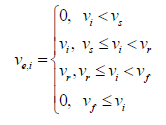 0, v_i < v_s
v_i, v_s ≤ v_i < v_r
v_{e,i} =
v_r, v_r ≤ v_i < v_f
0, v_f ≤ v_i